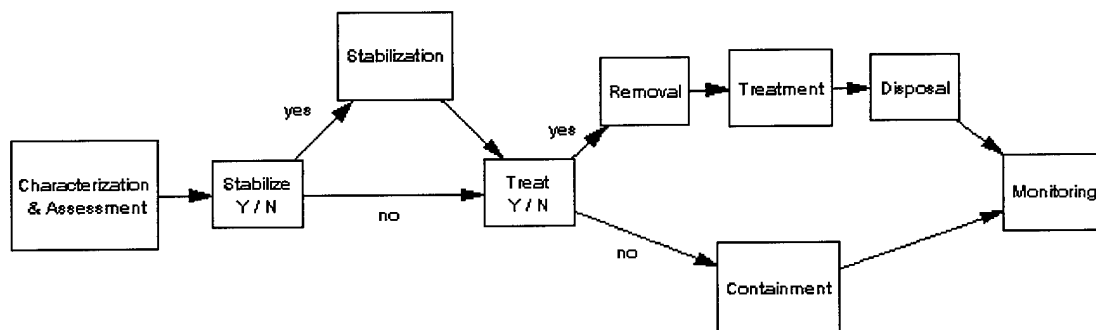 Characterization
& Assessment
Stabilize
Y / N
yes
Stabilization
no
Treat
Y / N
yes
Removal
Treatment
Disposal
no
Containment
Monitoring